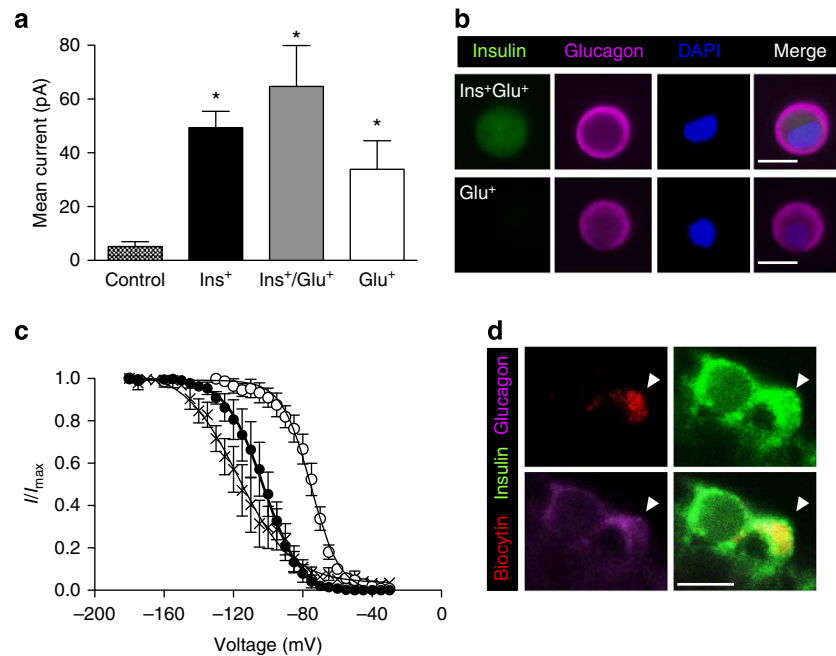 a
80
60
40
20
0
Mean current (pA)
*
*
*
Control
Ins+
Ins+/Glu+
Glu+
b
Insulin Glucagon DAPI Merge
Ins+Glu+
Glu+
c
1.0
0.8
0.6
0.4
0.2
0.0
I/Imax
–200 –160 –120 –80 –40 0
Voltage (mV)
d
Biocytin Insulin Glucagon